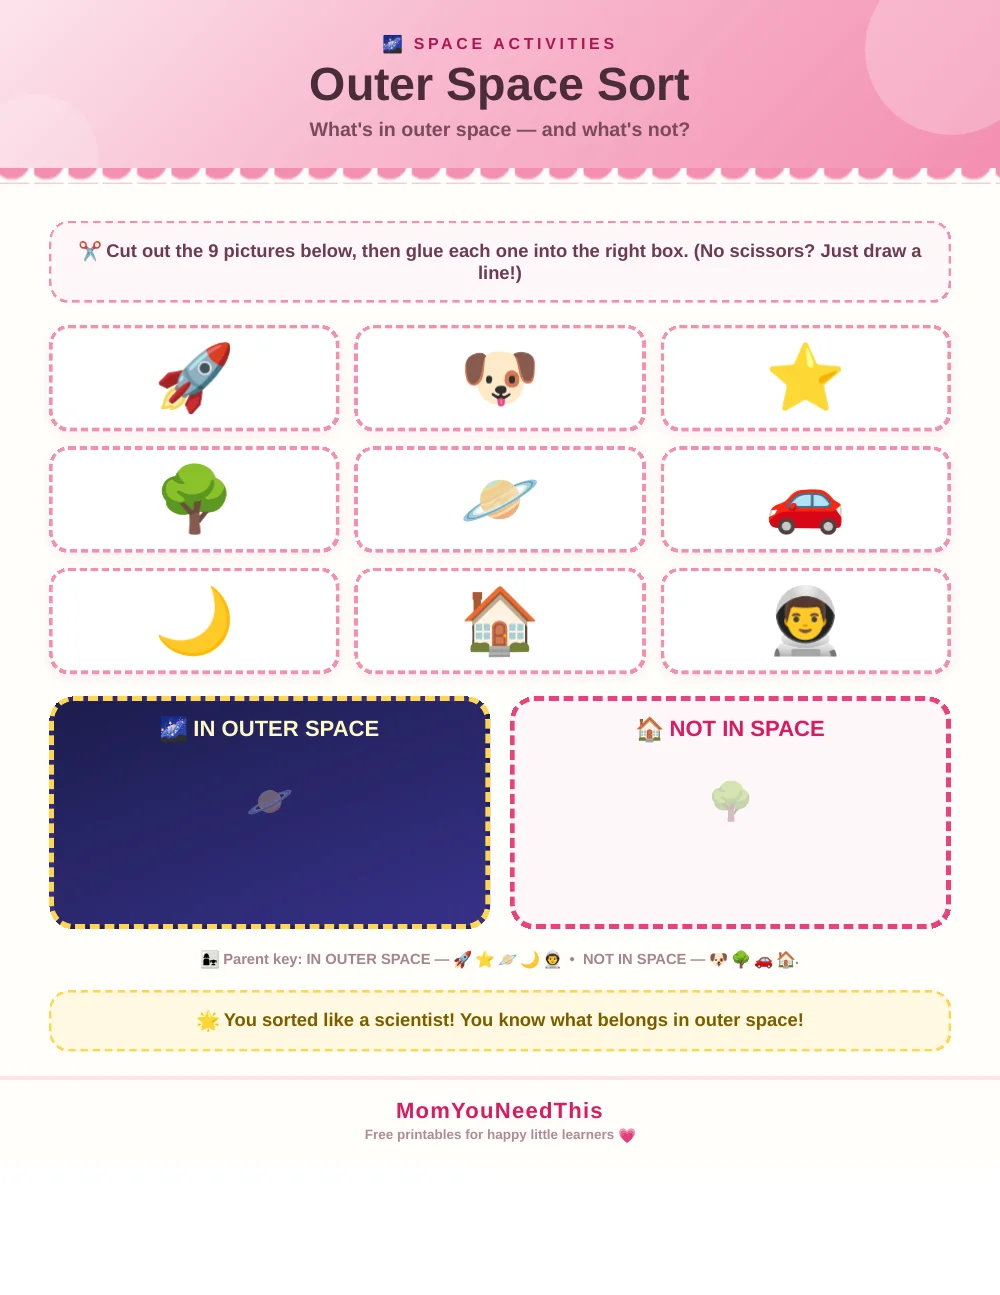 🌌 SPACE ACTIVITIES
Outer Space Sort
What's in outer space — and what's not?
✂️ Cut out the 9 pictures below, then glue each one into the right box. (No scissors? Just draw a
line!)
🌌 IN OUTER SPACE
🏠 NOT IN SPACE
👩‍👧 Parent key: IN OUTER SPACE — 🚀 ⭐ 🪐 🌙 👨‍🚀 • NOT IN SPACE — 🐶 🌳 🚗 🏠.
🌟 You sorted like a scientist! You know what belongs in outer space!
MomYouNeedThis
Free printables for happy little learners 💗